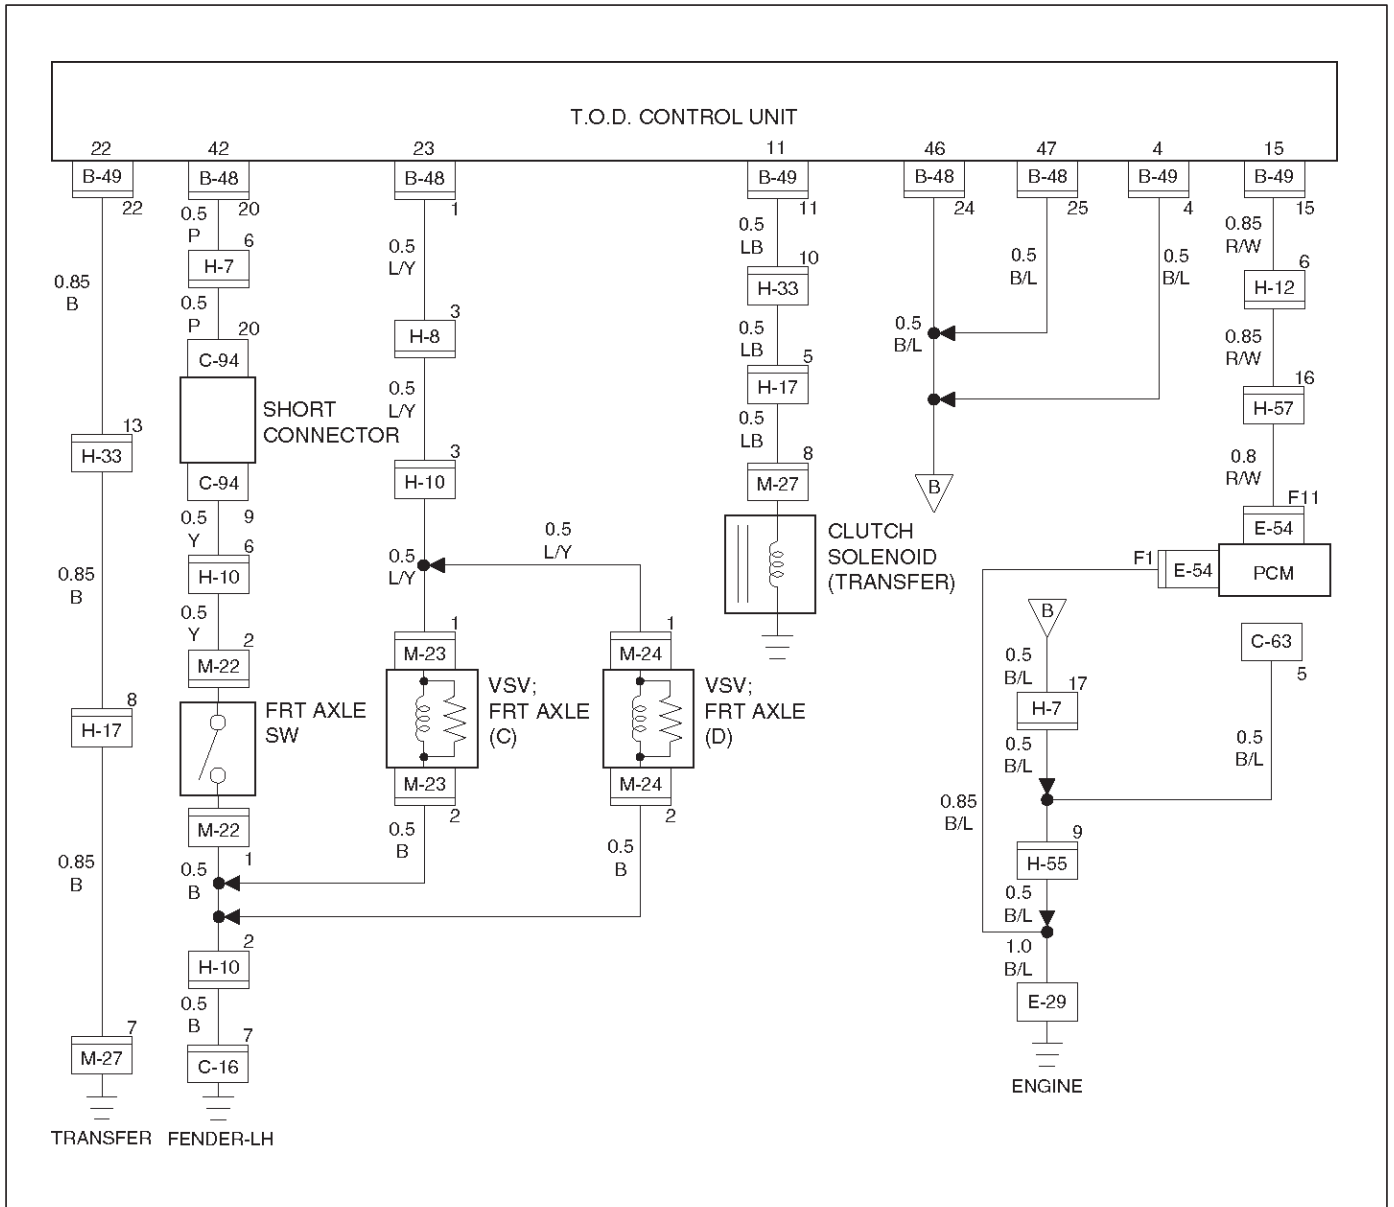 T.O.D. CONTROL UNIT
22 42 23 11 46 47 4 15
B-49 B-48 B-48 B-49 B-48 B-48 B-49 B-49
22 20 1 11 24 25 4 15
0.5
P
6
H-7
0.5
P
20
C-94
SHORT
CONNECTOR
C-94
9
0.5
Y
6
H-10
0.5
Y
2
M-22
FRT AXLE
SW
M-22
1
0.5
B
2
H-10
0.5
B
7
C-16
FENDER-LH
0.85
B
13
H-33
0.85
B
8
H-17
0.85
B
7
M-27
TRANSFER
0.5
L/Y
3
H-8
0.5
L/Y
3
H-10
0.5
L/Y
0.5
L/Y
1
M-23
VSV;
FRT AXLE
(C)
M-23
2
0.5
B
1
M-24
VSV;
FRT AXLE
(D)
M-24
2
0.5
B
0.5
LB
10
H-33
0.5
LB
5
H-17
0.5
LB
8
M-27
CLUTCH
SOLENOID
(TRANSFER)
0.5
B/L
0.5
B/L
0.5
B/L
B
0.85
R/W
6
H-12
0.85
R/W
16
H-57
0.8
R/W
F11
E-54
F1
E-54
PCM
C-63
5
0.5
B/L
B
0.5
B/L
17
H-7
0.5
B/L
0.85
B/L
9
H-55
0.5
B/L
1.0
B/L
E-29
ENGINE